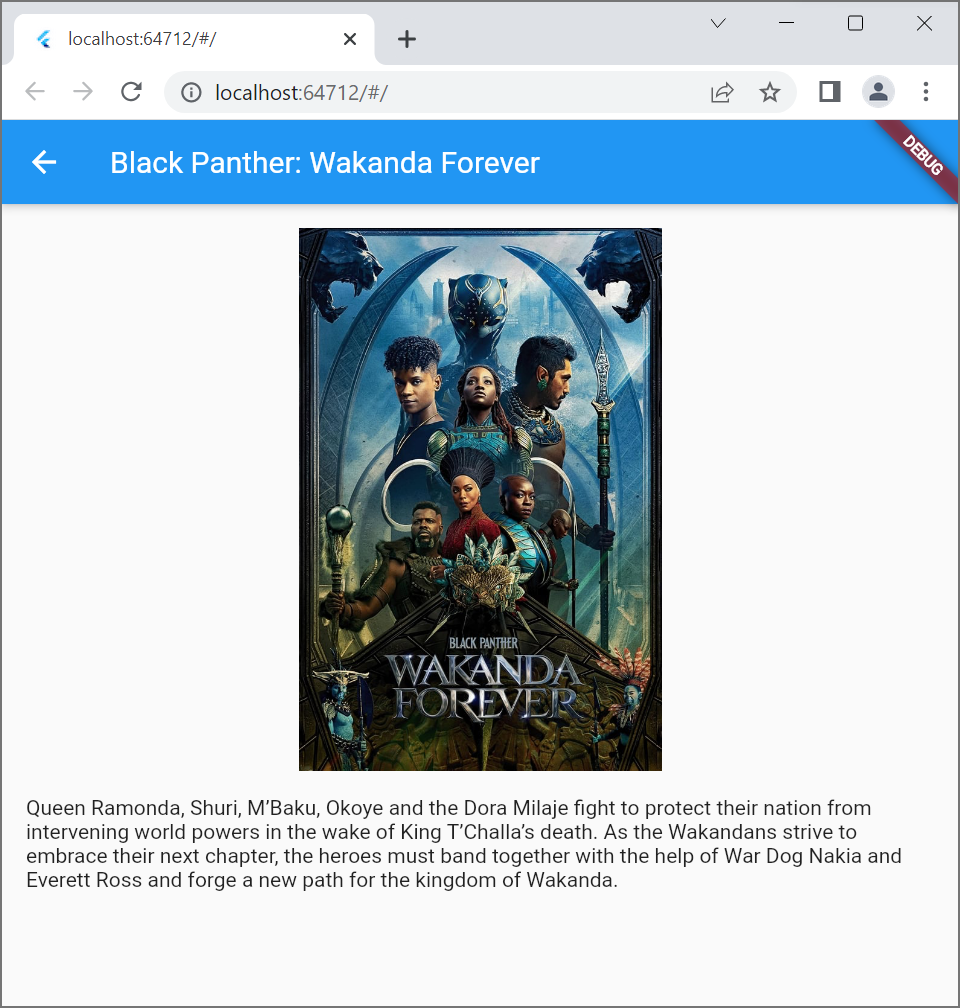 localhost:64712/#/
localhost:64712/#/
Black Panther: Wakanda Forever
DEBUG
BLACK PANTHER
WAKANDA
FOREVER
Queen Ramonda, Shuri, M’Baku, Okoye and the Dora Milaje fight to protect their nation from
intervening world powers in the wake of King T’Challa’s death. As the Wakandans strive to
embrace their next chapter, the heroes must band together with the help of War Dog Nakia and
Everett Ross and forge a new path for the kingdom of Wakanda.